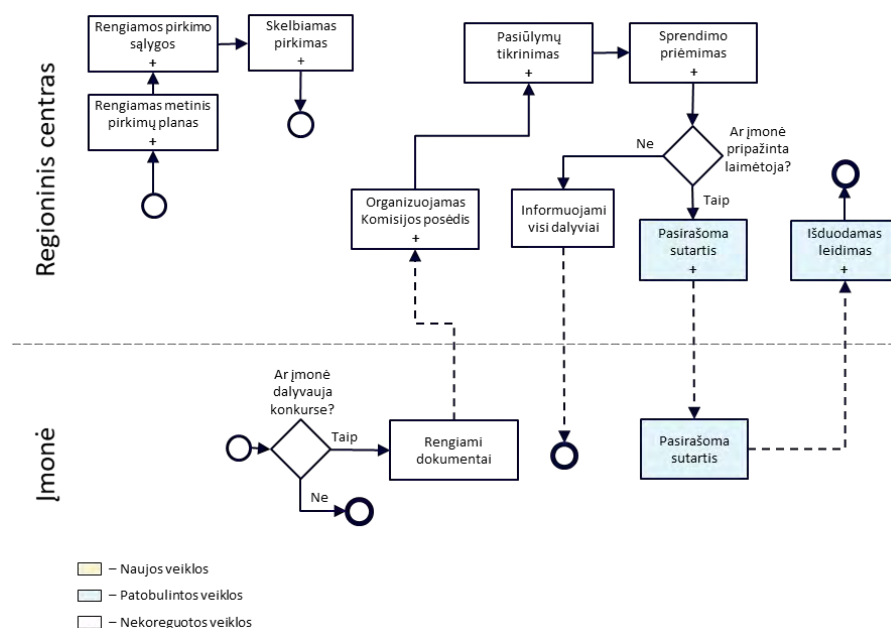 Regioninis centras
Rengiamos pirkimo
sąlygos
+
Skelbiamas
pirkimas
+
Rengiamas metinis
pirkimų planas
+
Pasiūlymų
tikrinimas
+
Sprendimo
priėmimas
+
Ar įmonė
pripažinta
laimėtoja?
Ne
Taip
Organizuojamas
Komisijos posėdis
+
Informuojami
visi dalyviai
Pasirašoma
sutartis
+
Išduodamas
leidimas
+
Įmonė
Ar įmonė
dalyvauja
konkurse?
Taip
Ne
Rengiami
dokumentai
Pasirašoma
sutartis
– Naujos veiklos
– Patobulintos veiklos
– Nekoreguotos veiklos